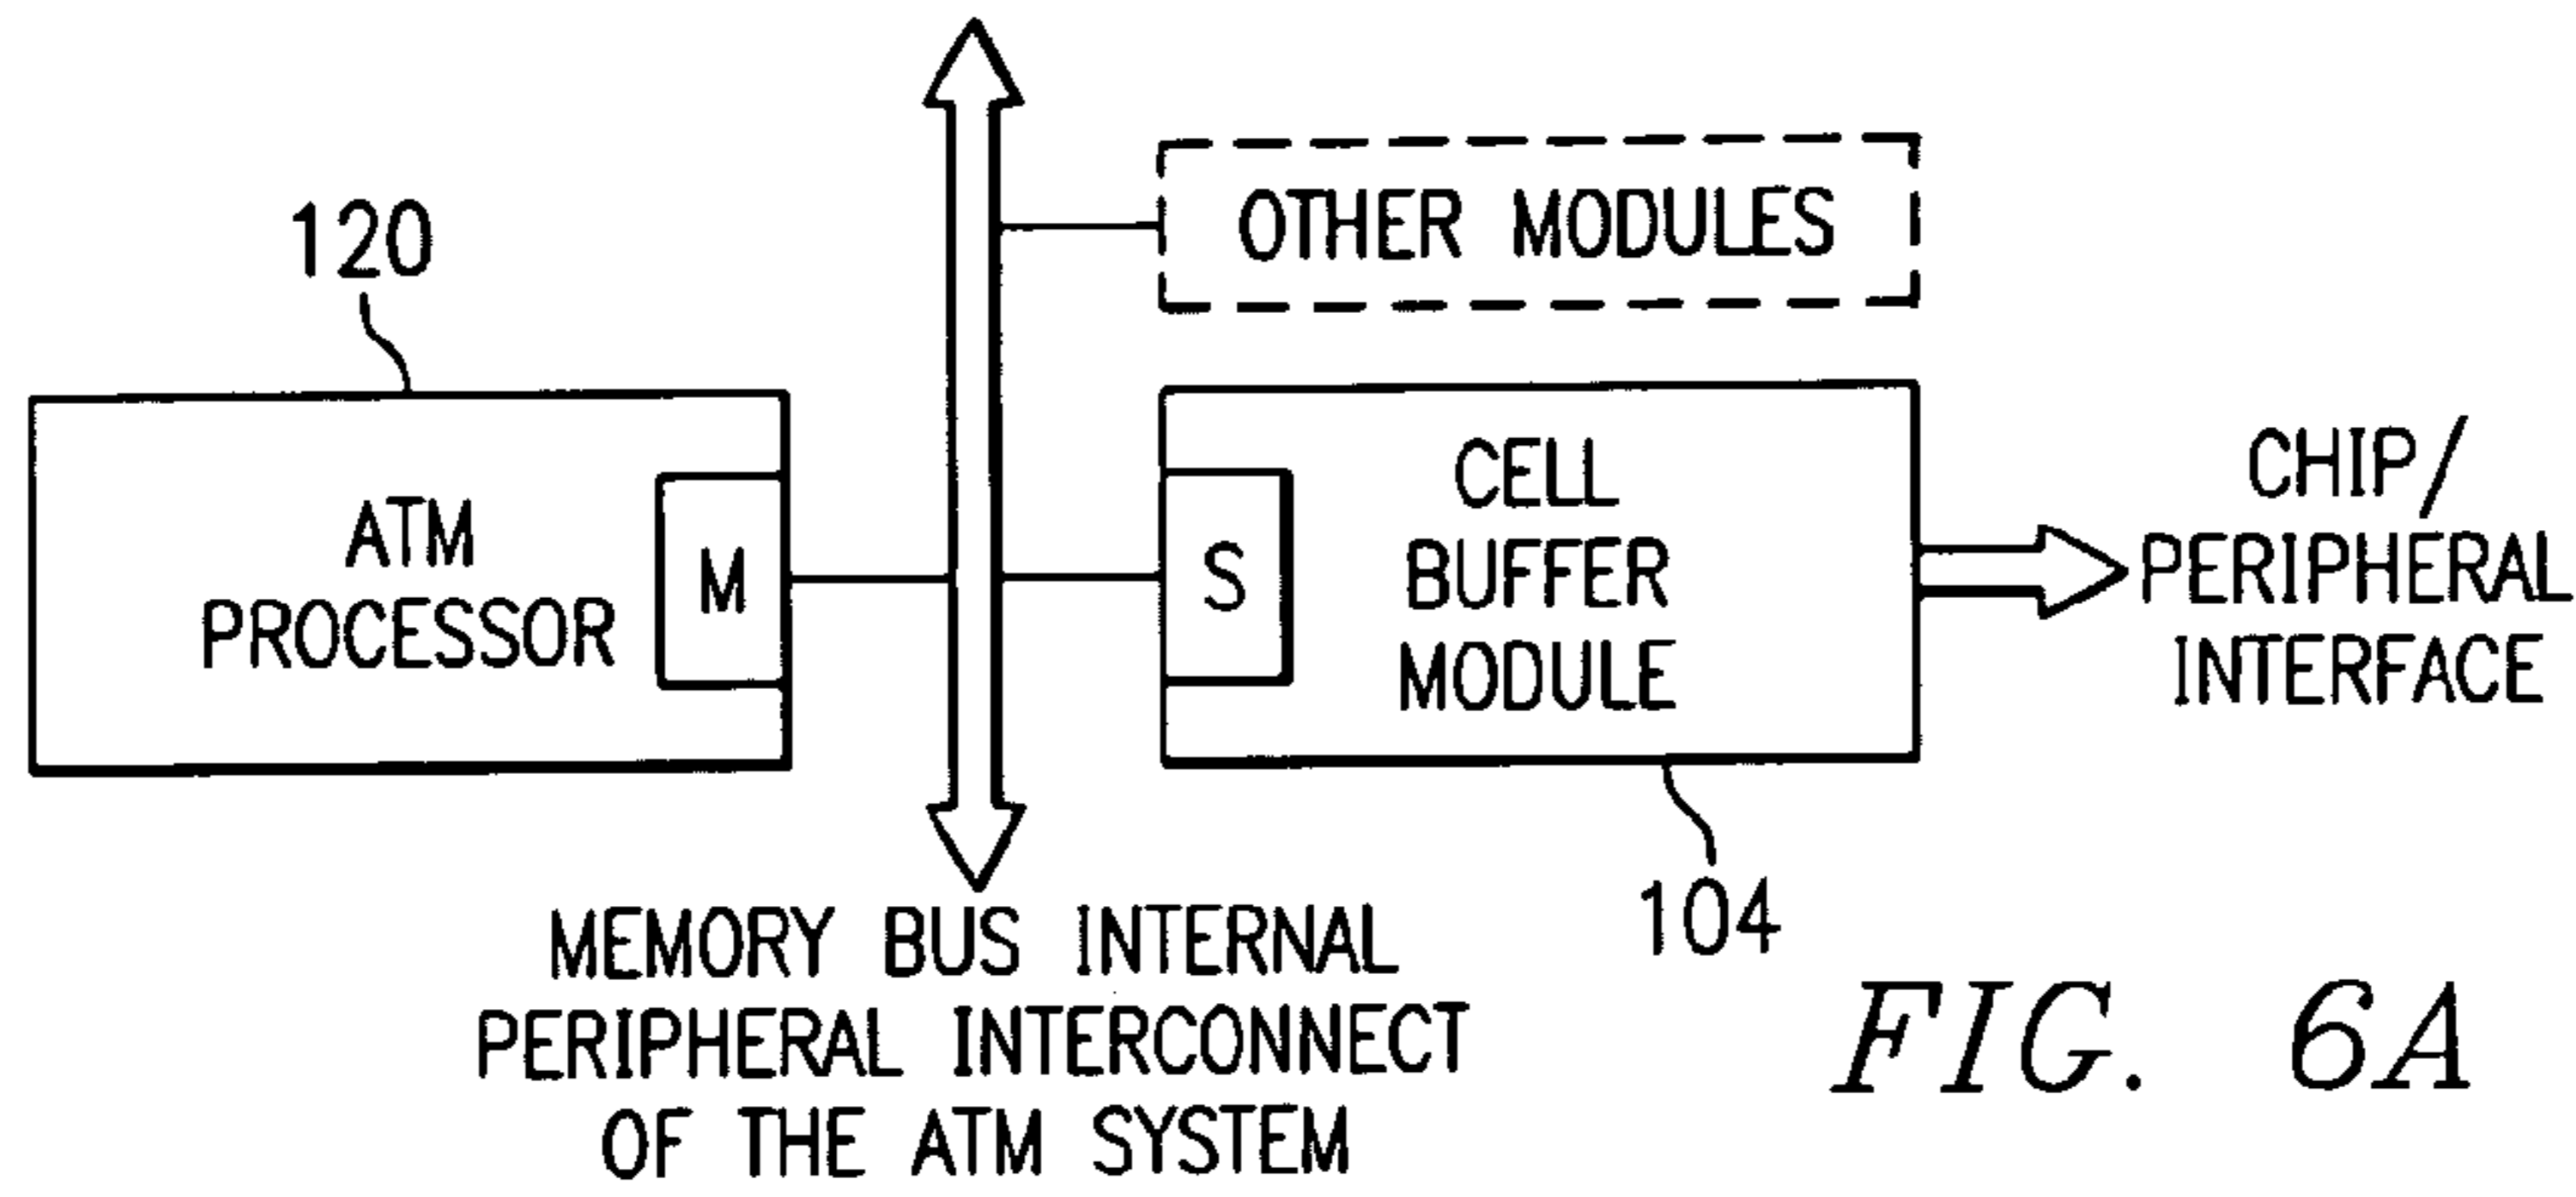 120
OTHER MODULES
ATM
PROCESSOR
M
S
CELL
BUFFER
MODULE
CHIP/
PERIPHERAL
INTERFACE
104
MEMORY BUS INTERNAL
PERIPHERAL INTERCONNECT
OF THE ATM SYSTEM
FIG. 6A